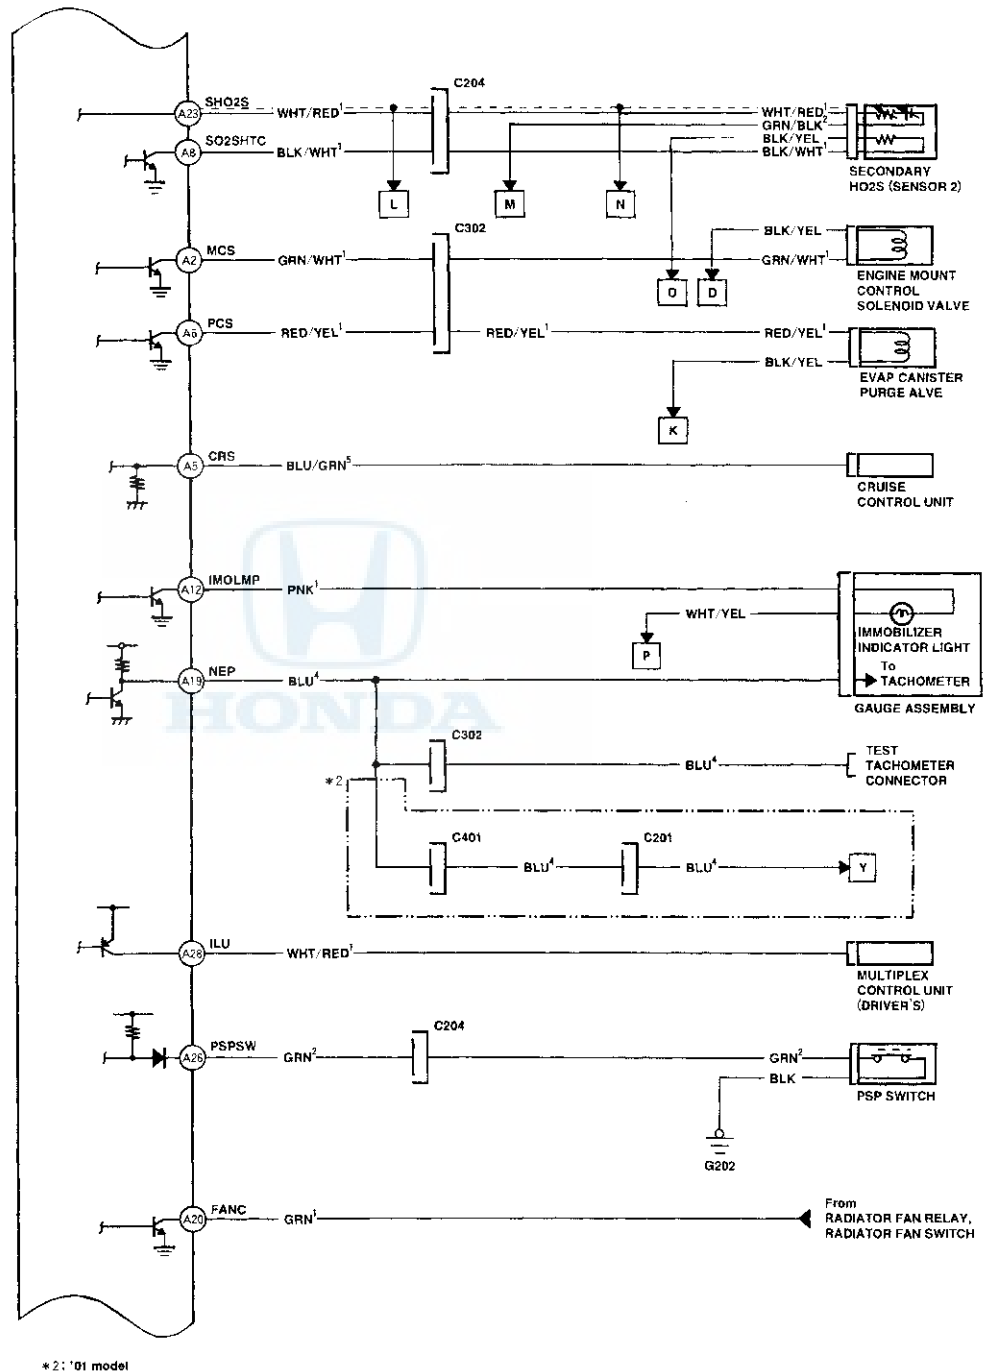 C204
A23 SHO2S WHT/RED1 WHT/RED2
GRN/BLK2
BLK/YEL
A8 SO2SHTC BLK/WHT1 BLK/WHT1
SECONDARY
HO2S (SENSOR 2)
L M N
C302
BLK/YEL
A2 MCS GRN/WHT1 GRN/WHT1
ENGINE MOUNT
CONTROL
SOLENOID VALVE
O D
PCS RED/YEL1 RED/YEL1 RED/YEL1
BLK/YEL
EVAP CANISTER
PURGE ALVE
K
A5 CRS BLU/GRN5
CRUISE
CONTROL UNIT
A12 IMOLMP PNK1
WHT/YEL
P
IMMOBILIZER
INDICATOR LIGHT
A19 NEP BLU4
To
TACHOMETER
GAUGE ASSEMBLY
HONDA
C302
BLU4
TEST
TACHOMETER
CONNECTOR
*2
C401 C201
BLU4 BLU4 Y
A28 ILU WHT/RED1
MULTIPLEX
CONTROL UNIT
(DRIVER'S)
C204
A26 PSPSW GRN2 GRN2
BLK
PSP SWITCH
G202
A20 FANC GRN1
From
RADIATOR FAN RELAY,
RADIATOR FAN SWITCH
*2: '01 model